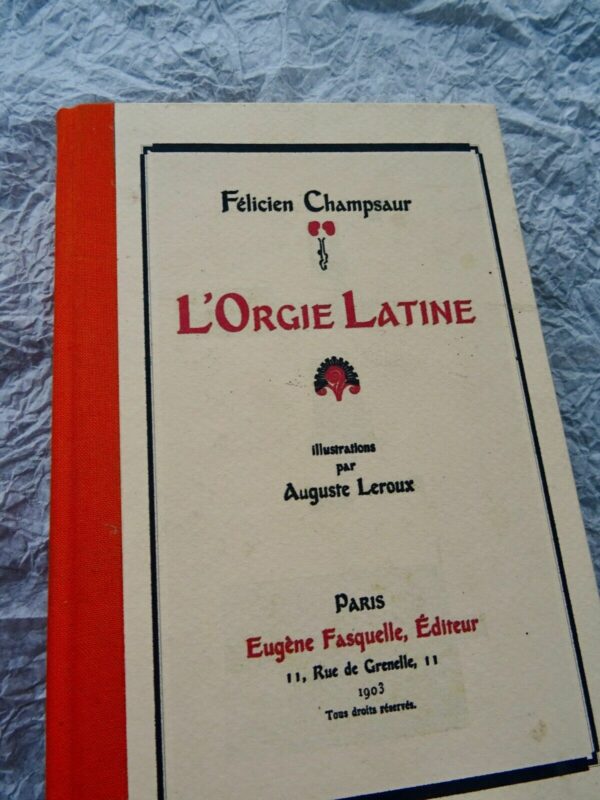 Félicien Champsaur
L'Orgie Latine
illustrations
par
Auguste Leroux
Paris
Eugène Fasquelle, Éditeur
11, Rue de Grenelle, 11
1903
Tous droits réservés.